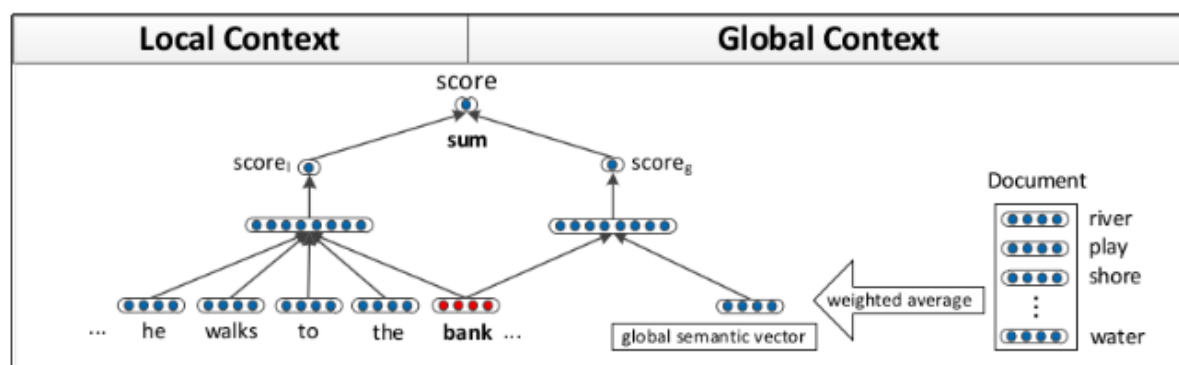 Local Context
Global Context
score
sum
scoreₗ
score_g
Document
river
play
shore
⋮
water
weighted average
... he walks to the bank ...
global semantic vector